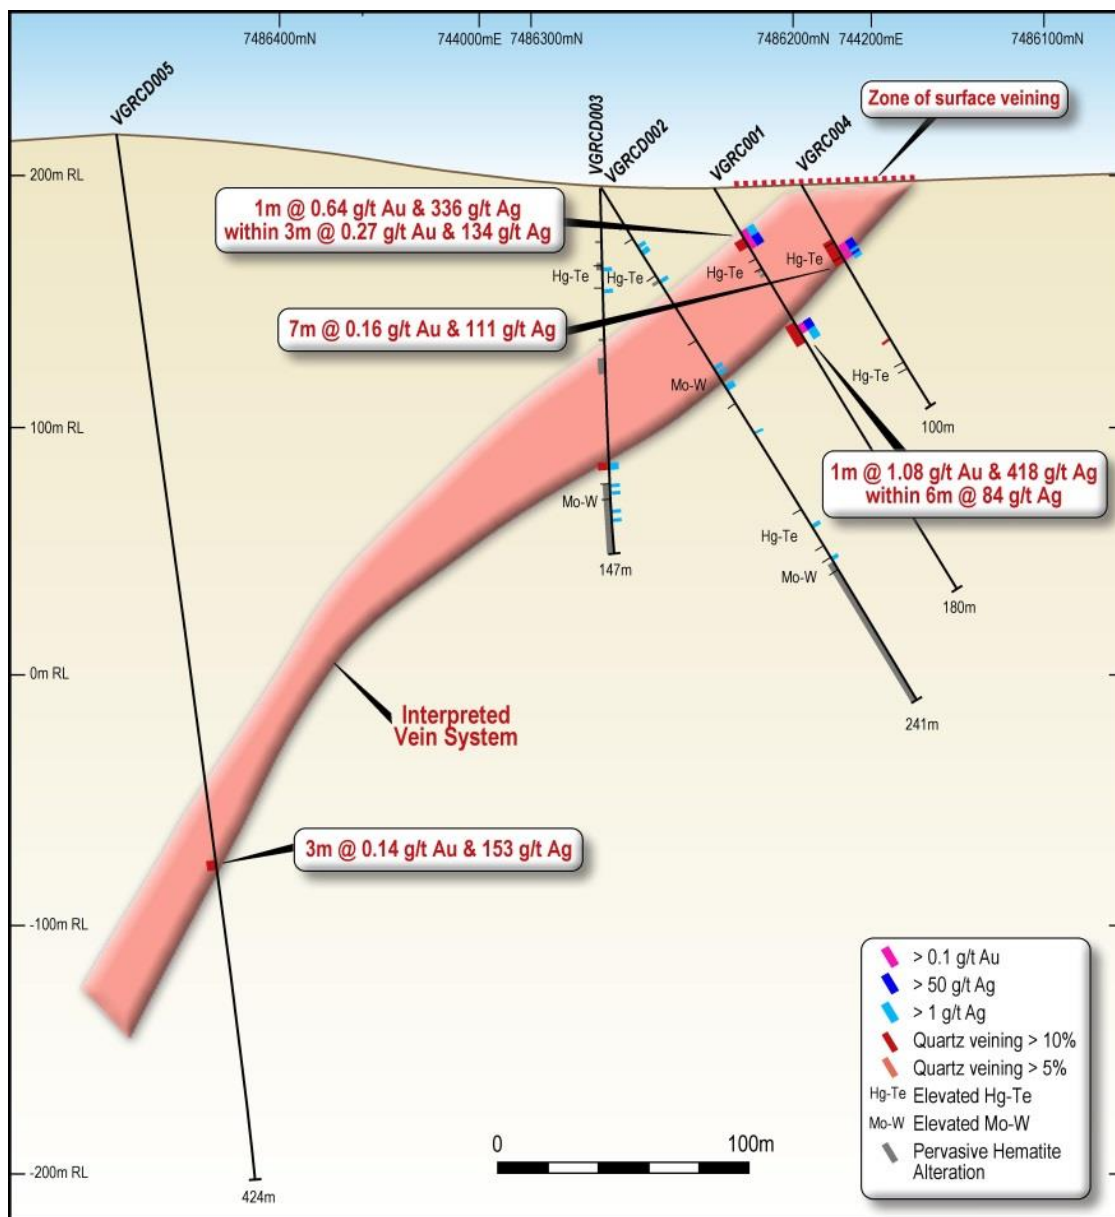 7486400mN
744000mE
7486300mN
7486200mN
744200mE
7486100mN
VGRCD005
VGRCD003
VGRCD002
VGRC001
VGRC004
Zone of surface veining
200m RL
1m @ 0.64 g/t Au & 336 g/t Ag
within 3m @ 0.27 g/t Au & 134 g/t Ag
Hg-Te
Hg-Te
Hg-Te
Hg-Te
7m @ 0.16 g/t Au & 111 g/t Ag
Mo-W
Hg-Te
100m
100m RL
1m @ 1.08 g/t Au & 418 g/t Ag
within 6m @ 84 g/t Ag
Mo-W
Hg-Te
147m
Mo-W
180m
0m RL
241m
Interpreted
Vein System
3m @ 0.14 g/t Au & 153 g/t Ag
-100m RL
> 0.1 g/t Au
> 50 g/t Ag
> 1 g/t Ag
Quartz veining > 10%
Quartz veining > 5%
Hg-Te Elevated Hg-Te
Mo-W Elevated Mo-W
Pervasive Hematite
Alteration
0 100m
-200m RL
424m